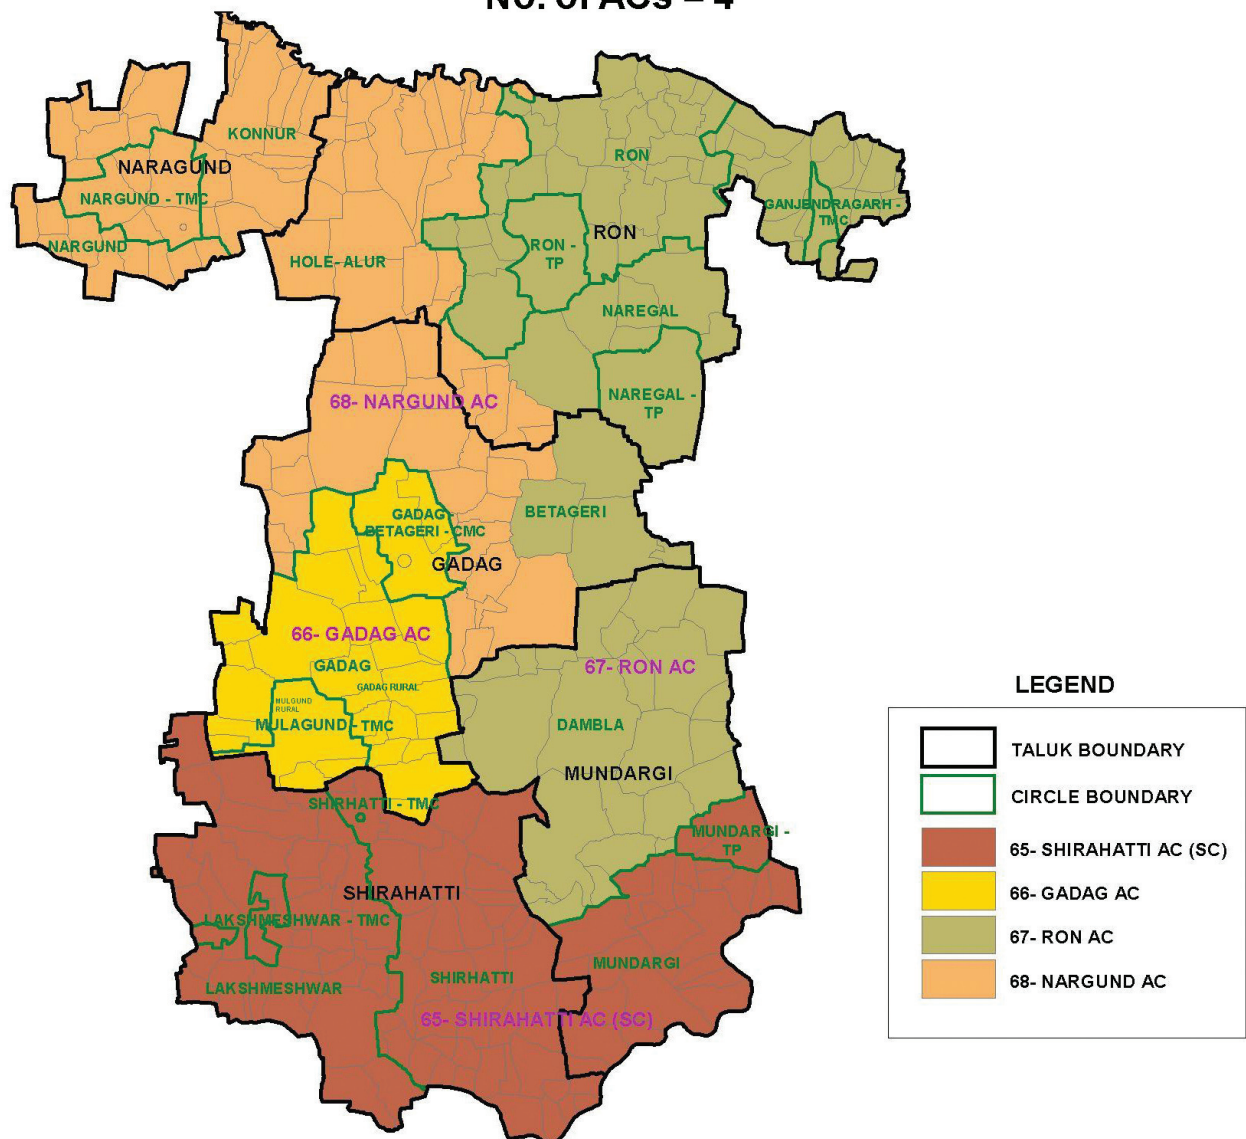 No. of ACs = 4
KONNUR
NARAGUND
NARGUND - TMC
NARGUND
HOLE-ALUR
RON
GANJENDRAGARH -
TMC
RON
RON -
TP
NAREGAL
NAREGAL -
TP
68- NARGUND AC
GADAG -
BETAGERI - CMC
BETAGERI
GADAG
66- GADAG AC
GADAG
GADAG RURAL
MULGUND
RURAL
MULAGUND - TMC
67- RON AC
DAMBLA
MUNDARGI
SHIRHATTI - TMC
MUNDARGI -
TP
SHIRAHATTI
LAKSHMESHWAR - TMC
LAKSHMESHWAR
SHIRHATTI
MUNDARGI
65- SHIRAHATTI AC (SC)
LEGEND
TALUK BOUNDARY
CIRCLE BOUNDARY
65- SHIRAHATTI AC (SC)
66- GADAG AC
67- RON AC
68- NARGUND AC